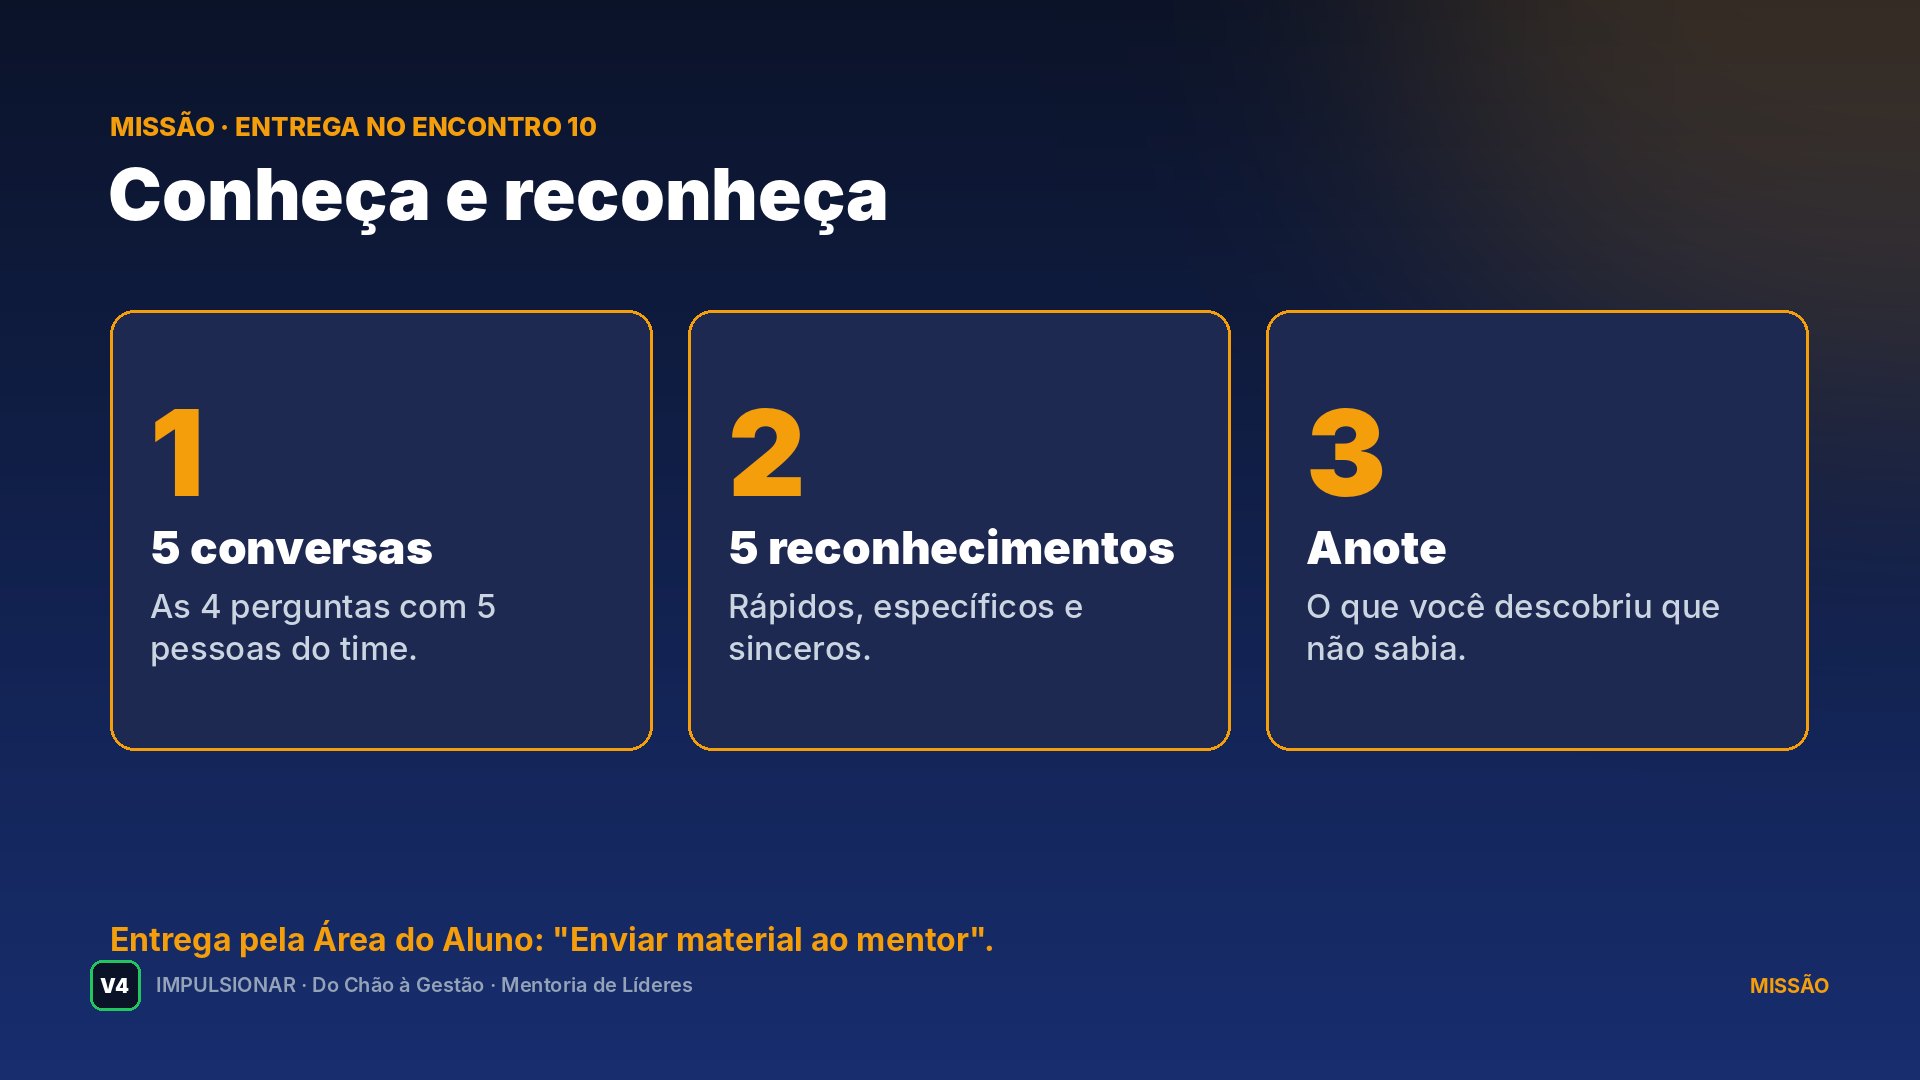 MISSÃO · ENTREGA NO ENCONTRO 10
Conheça e reconheça
1
5 conversas
As 4 perguntas com 5
pessoas do time.
2
5 reconhecimentos
Rápidos, específicos e
sinceros.
3
Anote
O que você descobriu que
não sabia.
Entrega pela Área do Aluno: "Enviar material ao mentor".
V4
IMPULSIONAR · Do Chão à Gestão · Mentoria de Líderes
MISSÃO